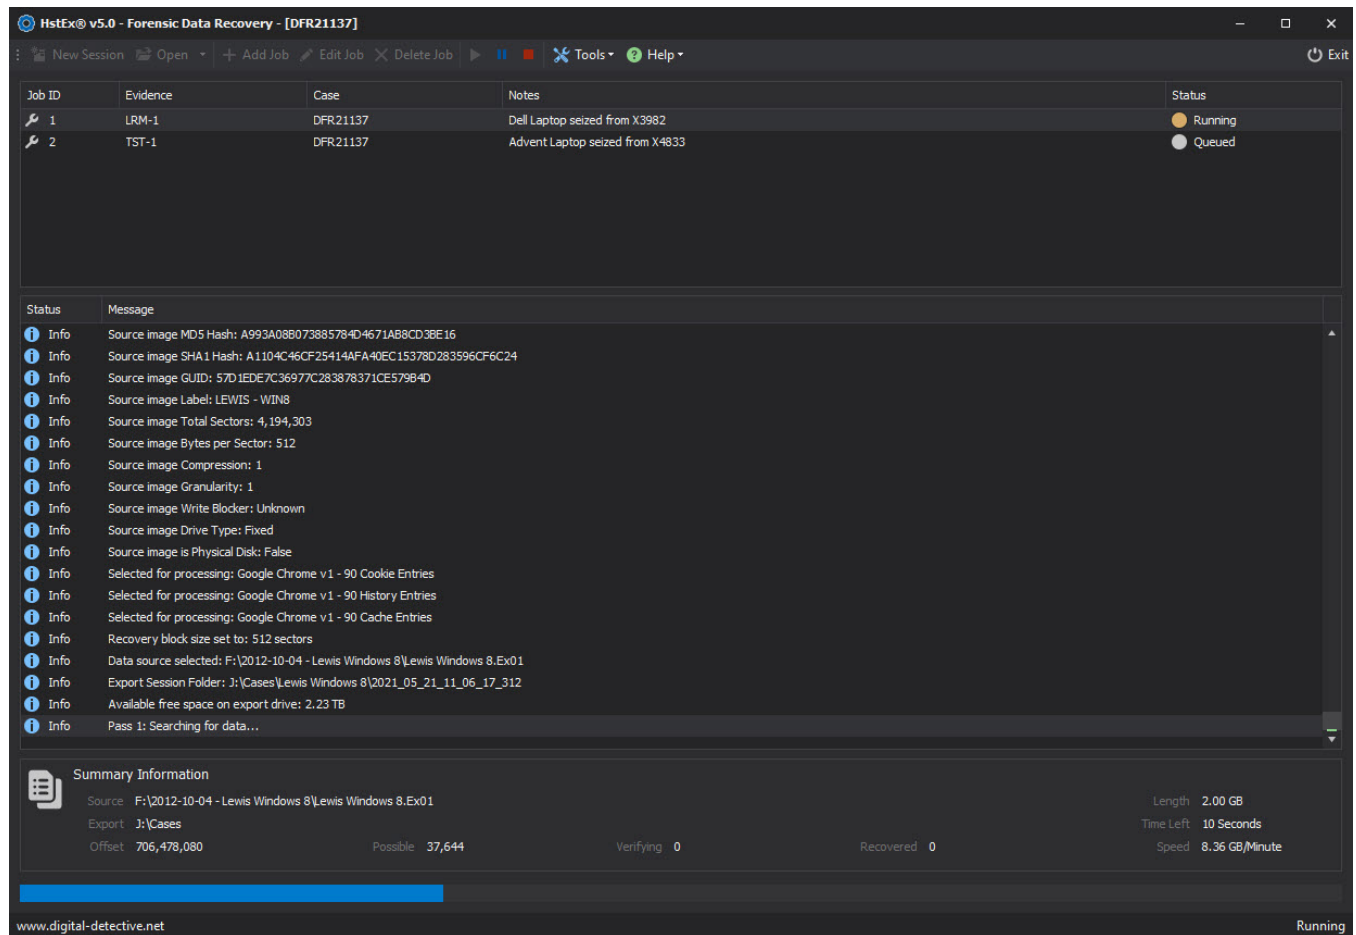 HstEx® v5.0 - Forensic Data Recovery - [DFR21137]
New Session Open Add Job Edit Job Delete Job Tools Help Exit
Job ID Evidence Case Notes Status
1 LRM-1 DFR21137 Dell Laptop seized from X3982 Running
2 TST-1 DFR21137 Advent Laptop seized from X4833 Queued
Status Message
Info Source image MD5 Hash: A993A08B073885784D4671AB8CD3BE16
Info Source image SHA1 Hash: A1104C46CF25414AFA40EC15378D283596CF6C24
Info Source image GUID: 57D1EDE7C36977C283878371CE579B4D
Info Source image Label: LEWIS - WIN8
Info Source image Total Sectors: 4,194,303
Info Source image Bytes per Sector: 512
Info Source image Compression: 1
Info Source image Granularity: 1
Info Source image Write Blocker: Unknown
Info Source image Drive Type: Fixed
Info Source image is Physical Disk: False
Info Selected for processing: Google Chrome v1 - 90 Cookie Entries
Info Selected for processing: Google Chrome v1 - 90 History Entries
Info Selected for processing: Google Chrome v1 - 90 Cache Entries
Info Recovery block size set to: 512 sectors
Info Data source selected: F:\2012-10-04 - Lewis Windows 8\Lewis Windows 8.Ex01
Info Export Session Folder: J:\Cases\Lewis Windows 8\2021_05_21_11_06_17_312
Info Available free space on export drive: 2.23 TB
Info Pass 1: Searching for data...
Summary Information
Source F:\2012-10-04 - Lewis Windows 8\Lewis Windows 8.Ex01 Length 2.00 GB
Export J:\Cases Time Left 10 Seconds
Offset 706,478,080 Possible 37,644 Verifying 0 Recovered 0 Speed 8.36 GB/Minute
www.digital-detective.net Running